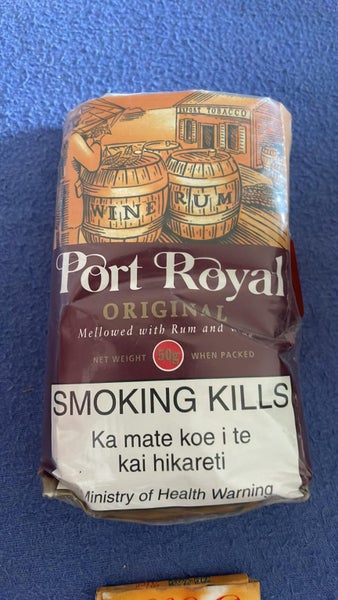 EXPORT TOBACCO
WINE RUM
Port Royal
ORIGINAL
Mellowed with Rum and
NET WEIGHT 50g WHEN PACKED
SMOKING KILLS
Ka mate koe i te
kai hikareti
Ministry of Health Warning